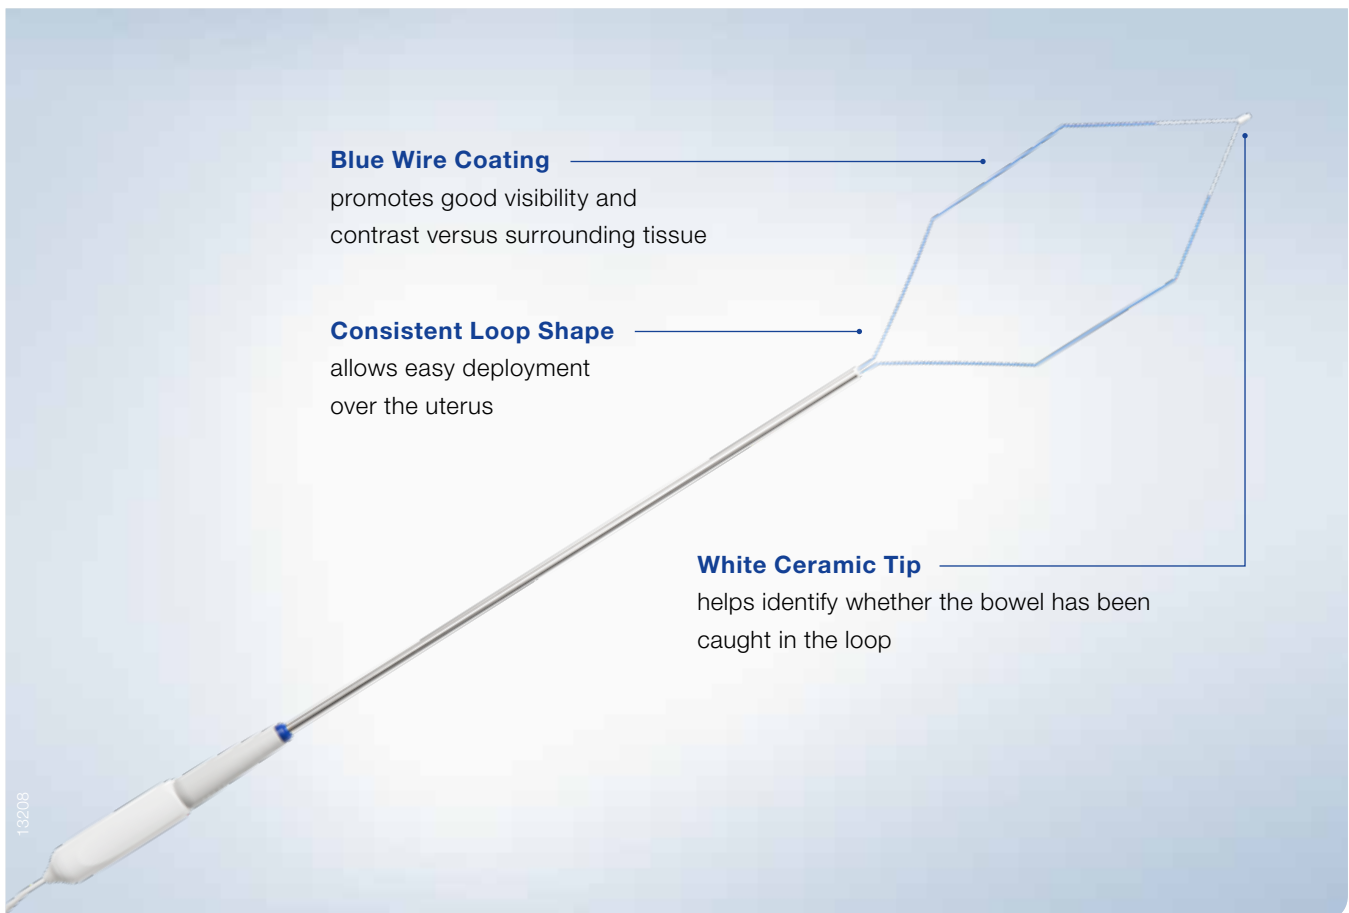 Blue Wire Coating
promotes good visibility and
contrast versus surrounding tissue
Consistent Loop Shape
allows easy deployment
over the uterus
White Ceramic Tip
helps identify whether the bowel has been
caught in the loop
13208